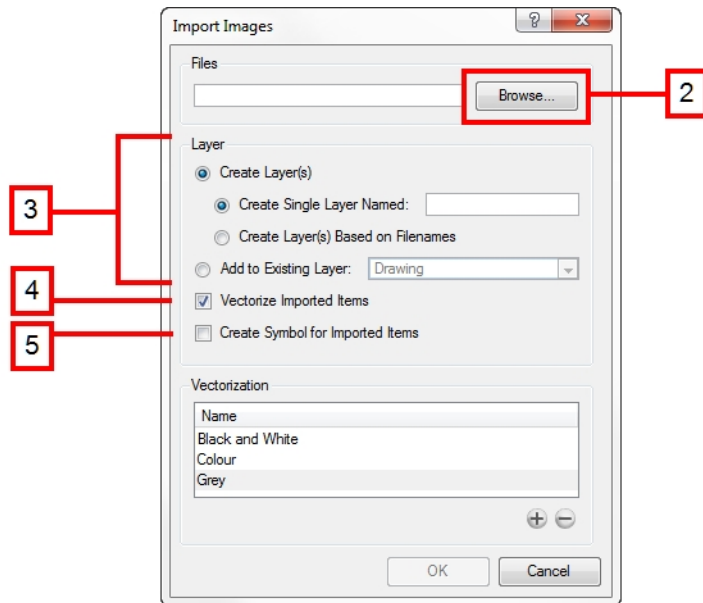 Import Images
?
X
Files
Browse...
2
Layer
Create Layer(s)
3
Create Single Layer Named:
Create Layer(s) Based on Filenames
Add to Existing Layer: Drawing
4
Vectorize Imported Items
5
Create Symbol for Imported Items
Vectorization
Name
Black and White
Colour
Grey
OK Cancel